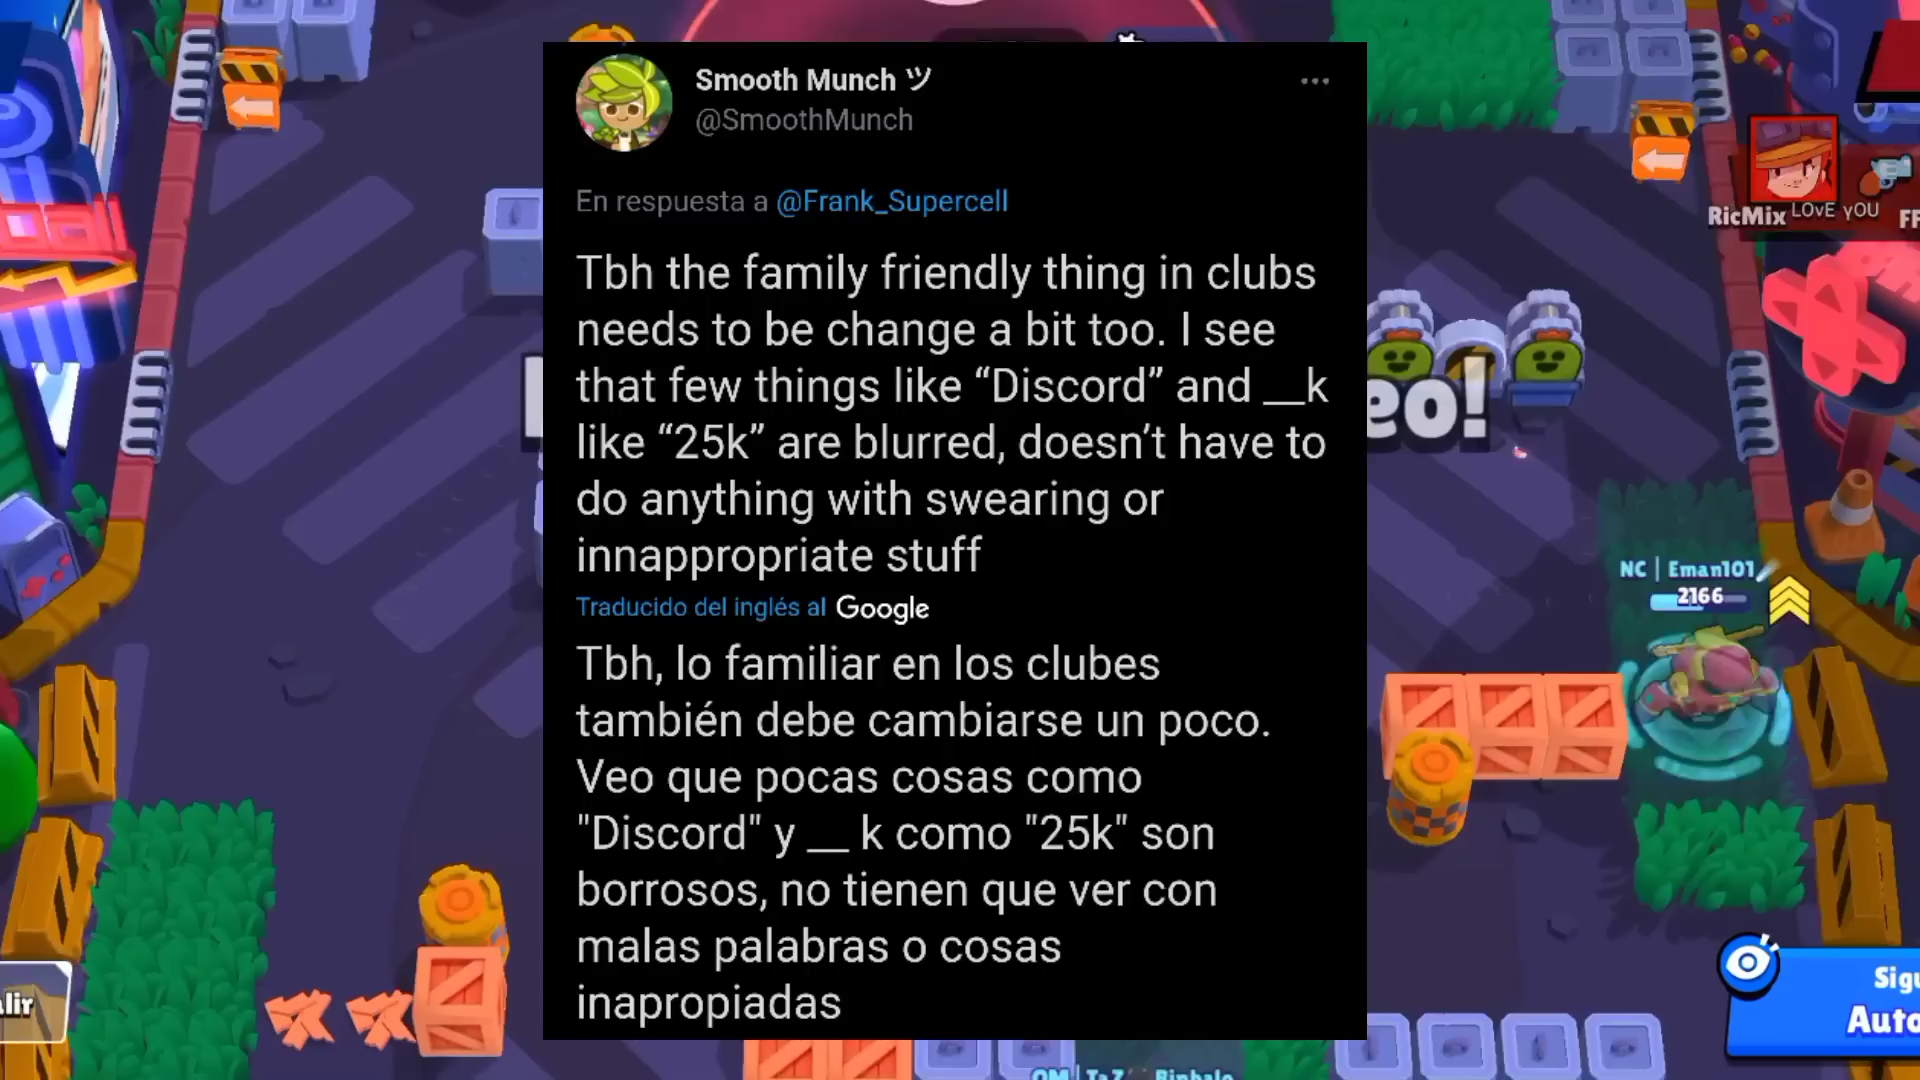 Smooth Munch ツ
@SmoothMunch
En respuesta a @Frank_Supercell
Tbh the family friendly thing in clubs
needs to be change a bit too. I see
that few things like “Discord” and __k
like “25k” are blurred, doesn’t have to
do anything with swearing or
innappropriate stuff
Traducido del inglés al Google
Tbh, lo familiar en los clubes
también debe cambiarse un poco.
Veo que pocas cosas como
"Discord" y __ k como "25k" son
borrosos, no tienen que ver con
malas palabras o cosas
inapropiadas
RicMix LOvE yOU
eo!
NC | Eman101
2166
lir
Sigu
Auto